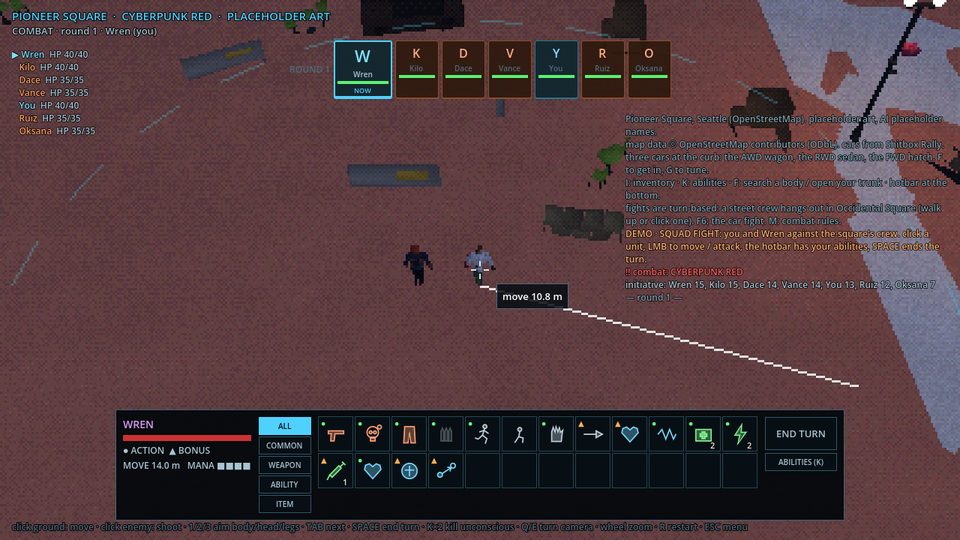 PIONEER SQUARE · CYBERPUNK RED · PLACEHOLDER ART
COMBAT · round 1 · Wren (you)
▶ Wren HP 40/40
Kilo HP 40/40
Dace HP 35/35
Vance HP 35/35
You HP 40/40
Ruiz HP 35/35
Oksana HP 35/35
ROUND 1
W
Wren
NOW
K
Kilo
D
Dace
V
Vance
Y
You
R
Ruiz
O
Oksana
Pioneer Square, Seattle (OpenStreetMap), placeholder art, AI placeholder
names.
map data © OpenStreetMap contributors (ODbL), cars from Shitbox Rally.
three cars at the curb: the AWD wagon, the RWD sedan, the FWD hatch. F
to get in, G to tune.
I: inventory · K: abilities · F: search a body / open your trunk · hotbar at the
bottom.
fights are turn-based: a street crew hangs out in Occidental Square (walk
up or click one). F6: the car fight. M: combat rules.
DEMO · SQUAD FIGHT: you and Wren against the square's crew. click a
unit, LMB to move / attack, the hotbar has your abilities, SPACE ends the
turn.
!! combat: CYBERPUNK RED
initiative: Wren 15, Kilo 15, Dace 14, Vance 14, You 13, Ruiz 12, Oksana 7
— round 1 —
move 10.8 m
WREN
● ACTION ▲ BONUS
MOVE 14.0 m MANA
ALL
COMMON
WEAPON
ABILITY
ITEM
2
2
1
END TURN
ABILITIES (K)
click ground: move · click enemy: shoot · 1/2/3 aim body/head/legs · TAB next · SPACE end turn · K=2 kill unconscious · Q/E turn camera · wheel zoom · R restart · ESC menu